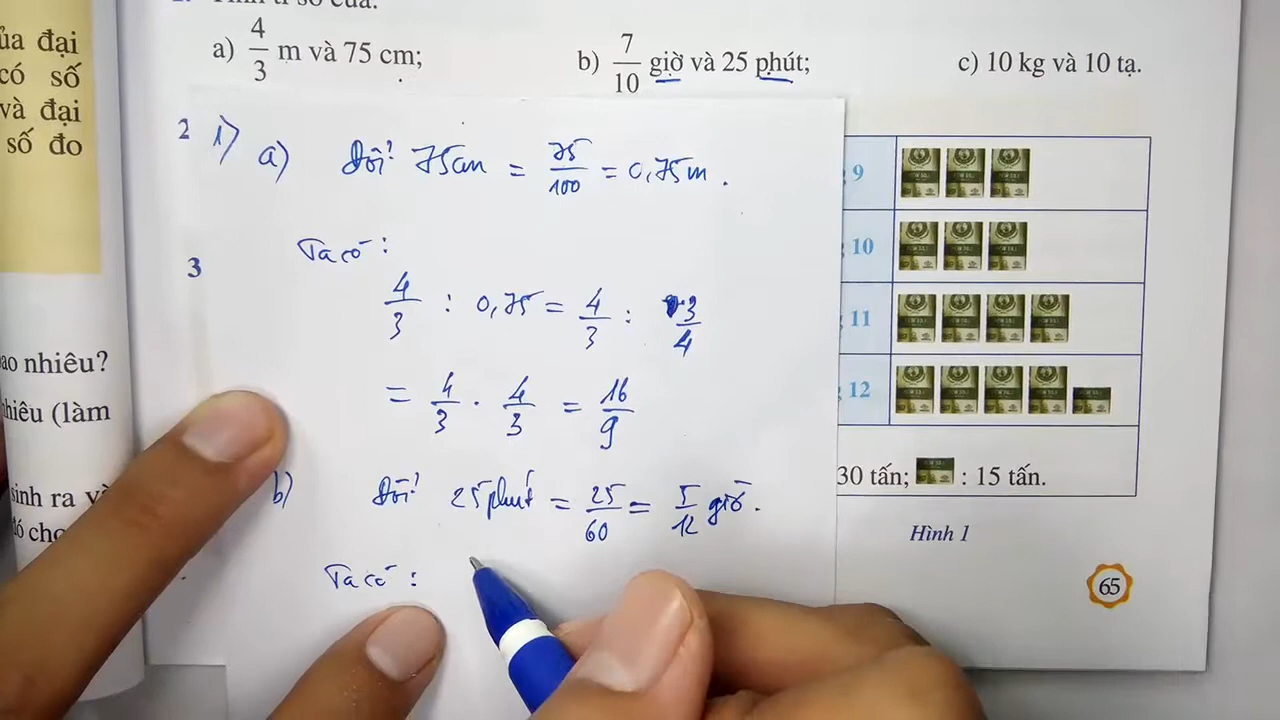 của:
ủa đại
có số
và đại
số đo
a) 4/3 m và 75 cm;
b) 7/10 giờ và 25 phút;
c) 10 kg và 10 tạ.
2
1)
a) Đổi 75cm = 75/100 = 0,75m.
Ta có:
3
4/3 : 0,75 = 4/3 : 3/4
= 4/3 . 4/3 = 16/9
b) Đổi 25 phút = 25/60 = 5/12 giờ.
Ta có:
ao nhiêu?
hiêu (làm
sinh ra và
đó cho
9
10
11
12
30 tấn; : 15 tấn.
Hình 1
65